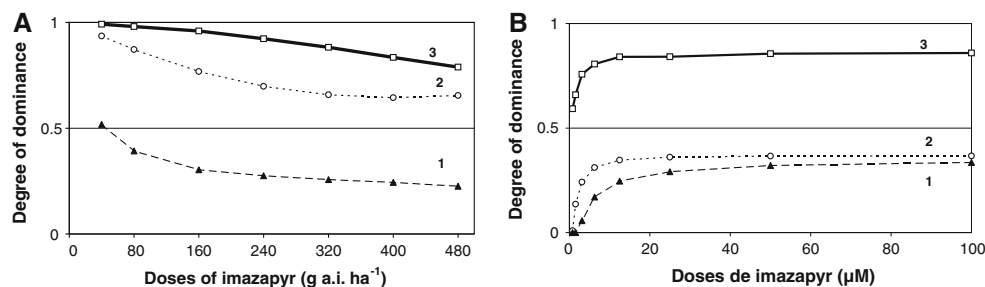 A
1
0.5
0
Degree of dominance
3
2
1
0 80 160 240 320 400 480
Doses of imazapyr (g a.i. ha⁻¹)
B
1
0.5
0
Degree of dominance
3
2
1
0 20 40 60 80 100
Doses de imazapyr (µM)